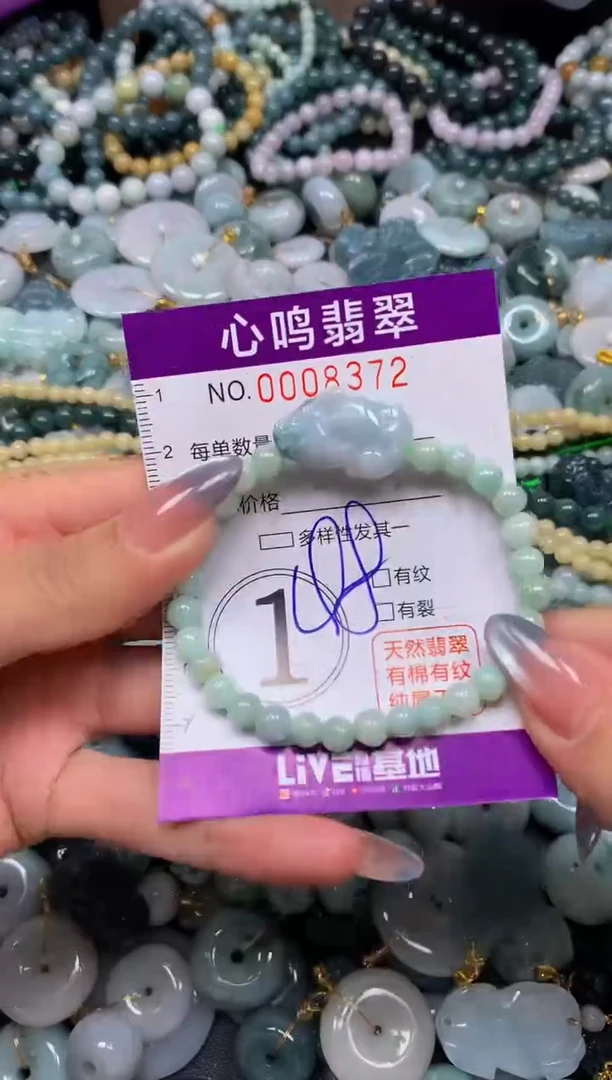 心鸣翡翠
NO.0008372
1
2
每单数量
价格
多样性发其一
有纹
1
有裂
天然翡翠
有棉有纹
LiVE基地